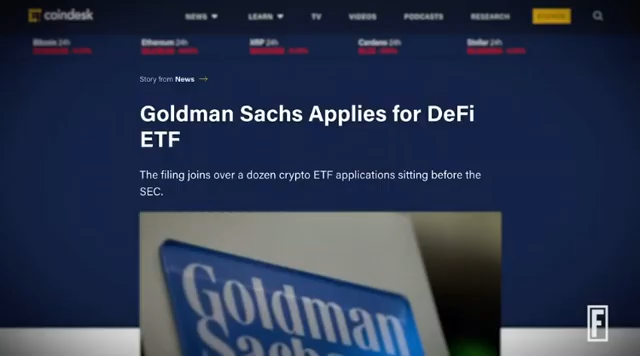 coindesk
NEWS LEARN TV VIDEOS PODCASTS RESEARCH
Bitcoin 24h Ethereum 24h XRP 24h Cardano 24h Stellar 24h
Story from News →
Goldman Sachs Applies for DeFi
ETF
The filing joins over a dozen crypto ETF applications sitting before the
SEC.
Goldman
Sachs
F